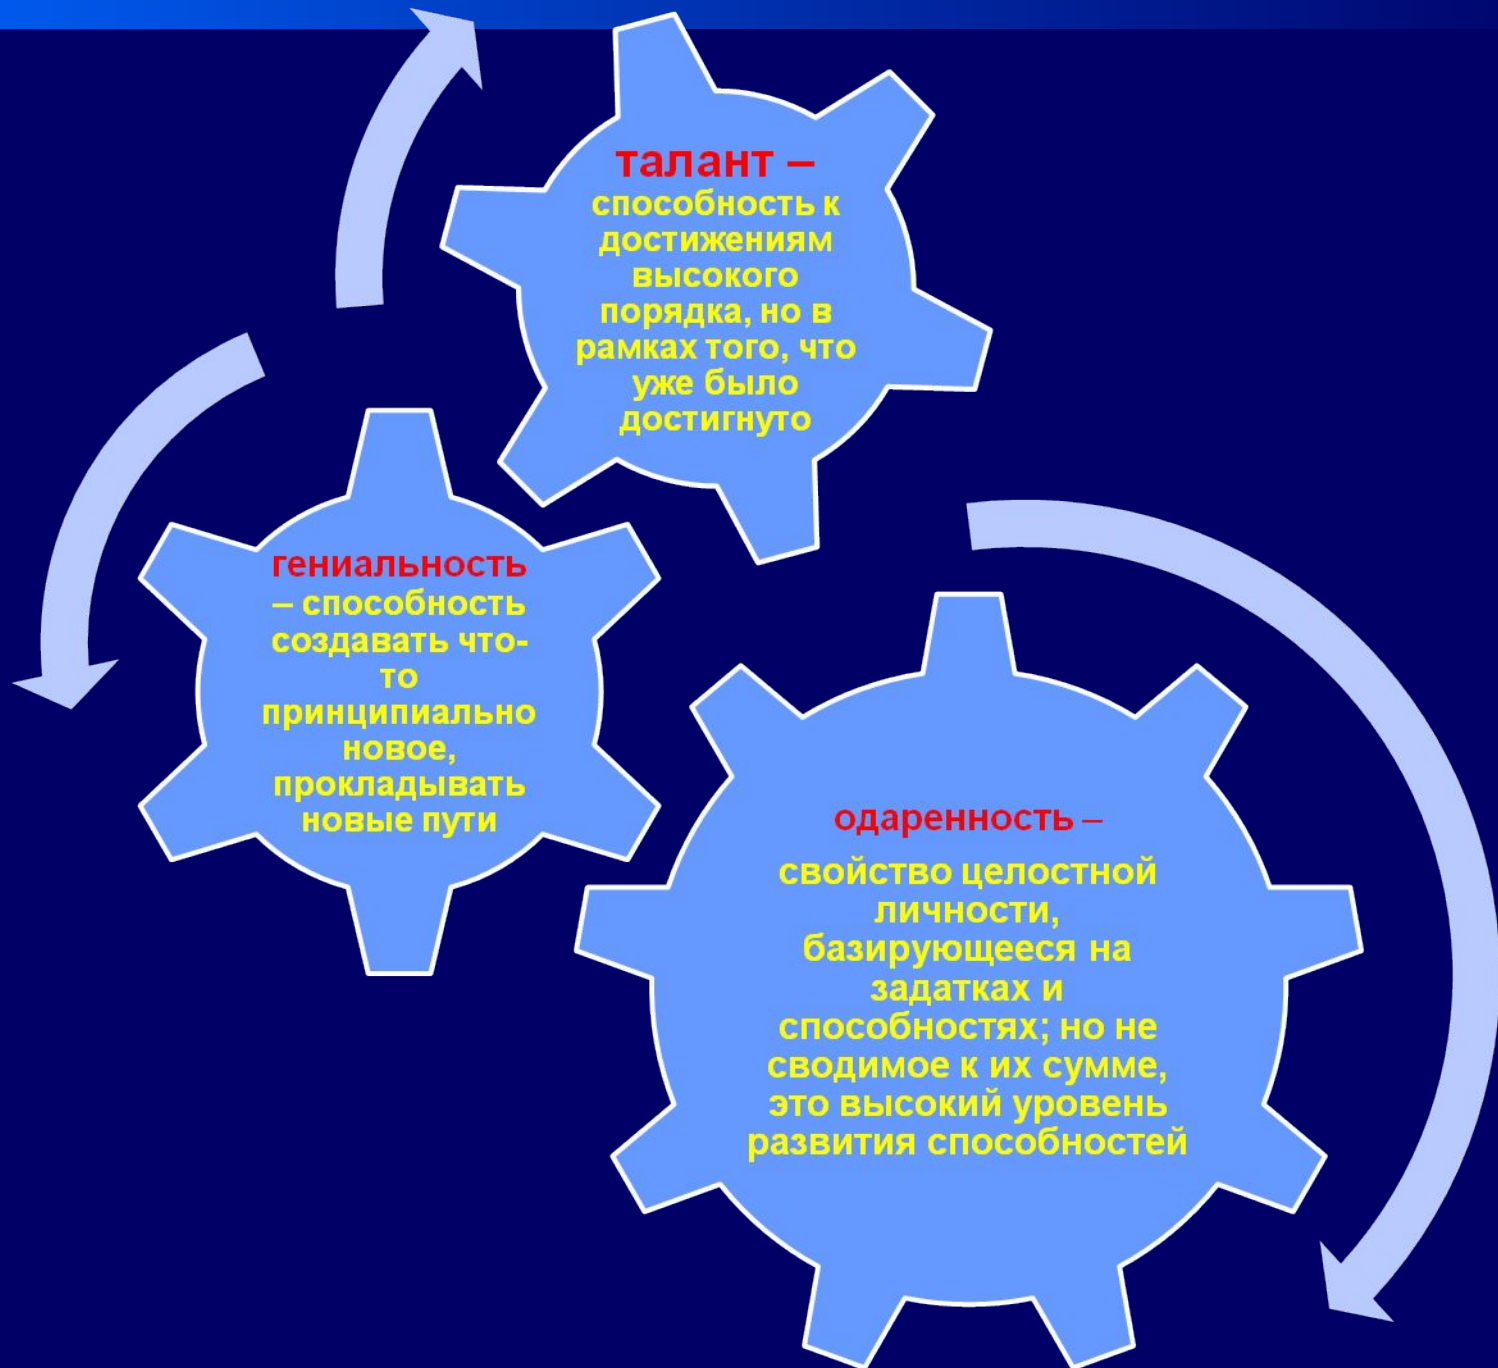 талант –
способность к
достижениям
высокого
порядка, но в
рамках того, что
уже было
достигнуто
гениальность
– способность
создавать что-
то
принципиально
новое,
прокладывать
новые пути
одаренность –
свойство целостной
личности,
базирующееся на
задатках и
способностях; но не
сводимое к их сумме,
это высокий уровень
развития способностей